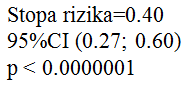 Stopa rizika=0.40
95%CI (0.27; 0.60)
p < 0.0000001